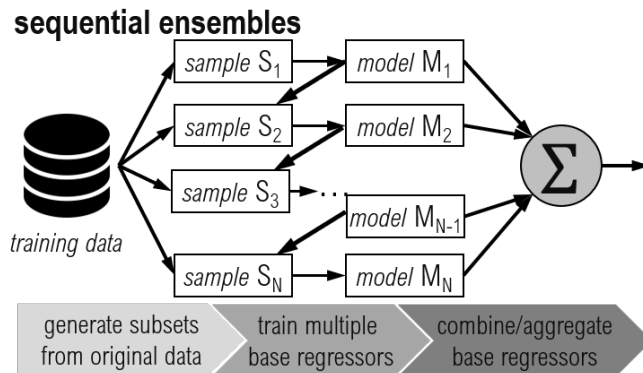 sequential ensembles
sample S1
model M1
sample S2
model M2
sample S3
...
model MN-1
sample SN
model MN
Σ
training data
generate subsets
from original data
train multiple
base regressors
combine/aggregate
base regressors